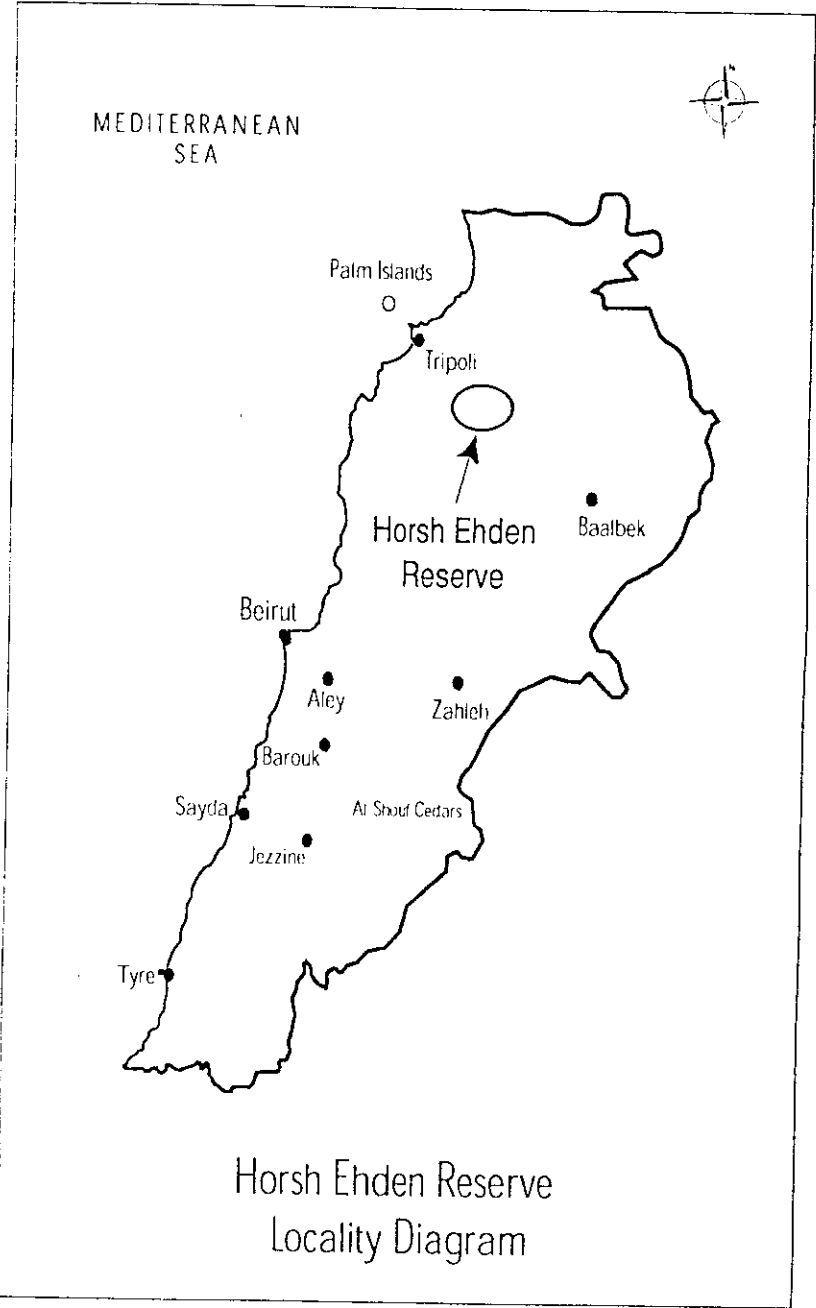 N
MEDITERRANEAN
SEA
Palm Islands
Tripoli
Horsh Ehden
Reserve
Baalbek
Beirut
Aley
Zahleh
Barouk
Sayda
Al Shouf Cedars
Jezzine
Tyre
Horsh Ehden Reserve
Locality Diagram